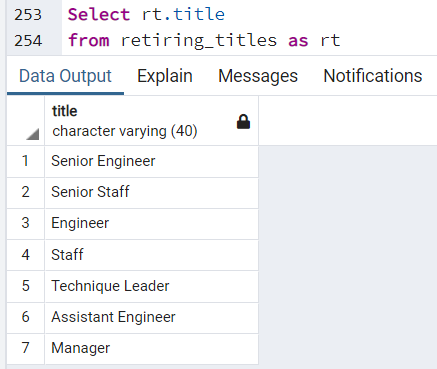 253 Select rt.title
254 from retiring_titles as rt
Data Output Explain Messages Notifications
title
character varying (40)
1 Senior Engineer
2 Senior Staff
3 Engineer
4 Staff
5 Technique Leader
6 Assistant Engineer
7 Manager